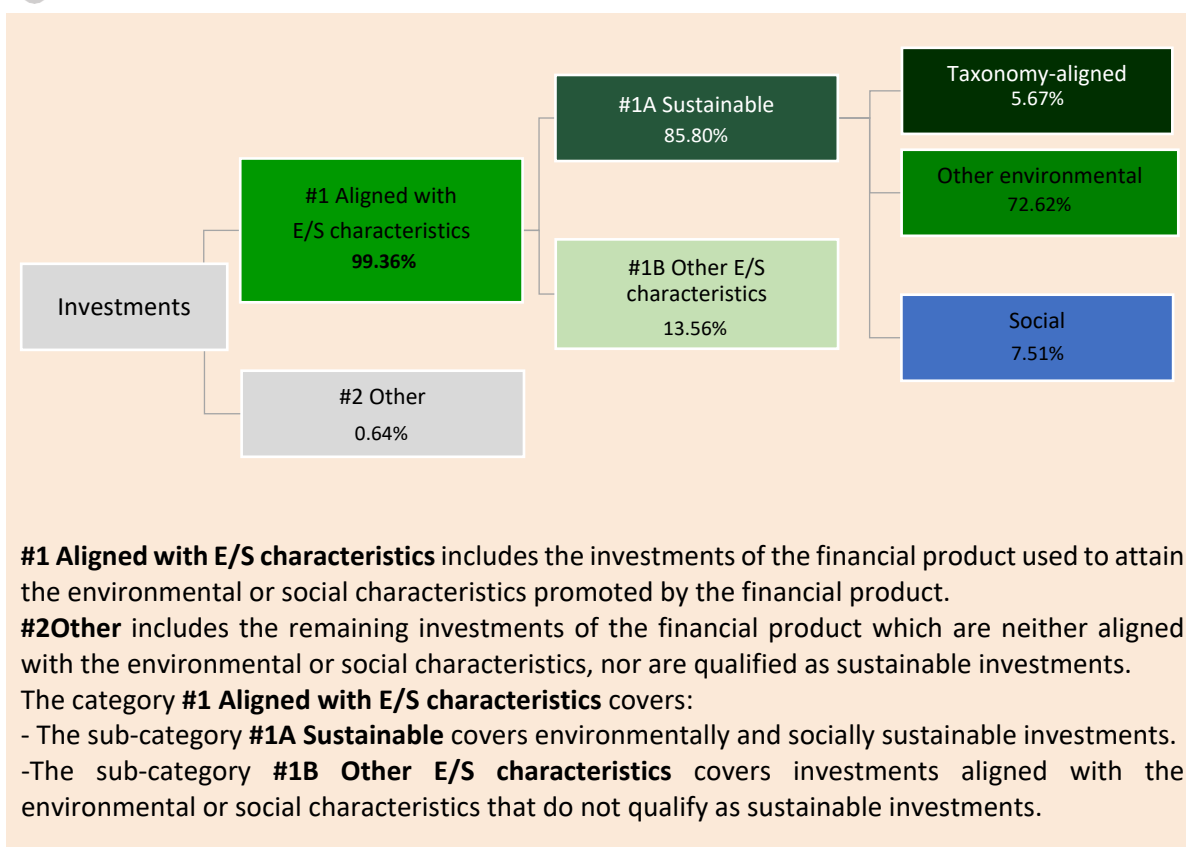 Investments
#1 Aligned with
E/S characteristics
99.36%
#2 Other
0.64%
#1A Sustainable
85.80%
#1B Other E/S
characteristics
13.56%
Taxonomy-aligned
5.67%
Other environmental
72.62%
Social
7.51%
#1 Aligned with E/S characteristics includes the investments of the financial product used to attain
the environmental or social characteristics promoted by the financial product.
#2Other includes the remaining investments of the financial product which are neither aligned
with the environmental or social characteristics, nor are qualified as sustainable investments.
The category #1 Aligned with E/S characteristics covers:
- The sub-category #1A Sustainable covers environmentally and socially sustainable investments.
-The sub-category #1B Other E/S characteristics covers investments aligned with the
environmental or social characteristics that do not qualify as sustainable investments.